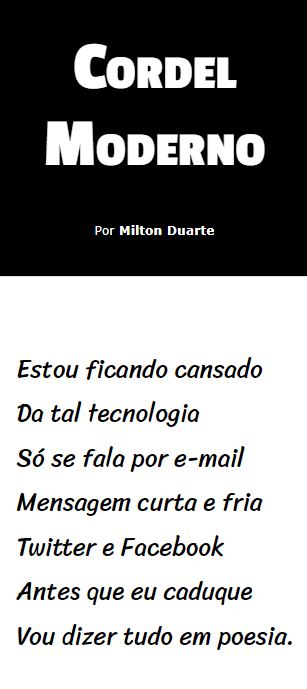 Cordel
Moderno
Por Milton Duarte
Estou ficando cansado
Da tal tecnologia
Só se fala por e-mail
Mensagem curta e fria
Twitter e Facebook
Antes que eu caduque
Vou dizer tudo em poesia.